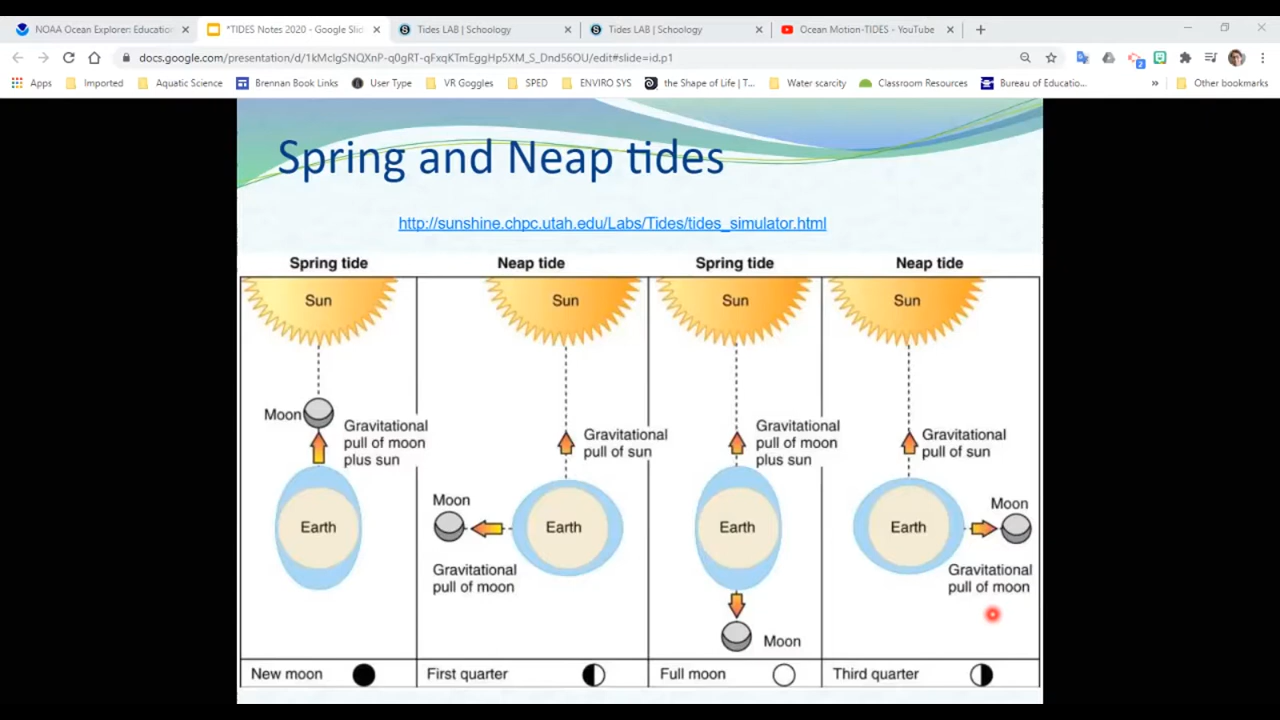 NOAA Ocean Explorer: Education
*TIDES Notes 2020 - Google Slid
Tides LAB | Schoology
Tides LAB | Schoology
Ocean Motion-TIDES - YouTube
docs.google.com/presentation/d/1kMclgSNQXnP-q0gRT-qFxqKTmEggHp5XM_S_Dnd56OU/edit#slide=id.p1
2
Apps
Imported
Aquatic Science
Brennan Book Links
User Type
VR Goggles
SPED
ENVIRO SYS
the Shape of Life | T...
Water scarcity
Classroom Resources
Bureau of Educatio...
»
Other bookmarks
Spring and Neap tides
http://sunshine.chpc.utah.edu/Labs/Tides/tides_simulator.html
Spring tide
Sun
Moon
Gravitational
pull of moon
plus sun
Earth
New moon
Neap tide
Sun
Gravitational
pull of sun
Moon
Earth
Gravitational
pull of moon
First quarter
Spring tide
Sun
Gravitational
pull of moon
plus sun
Earth
Moon
Full moon
Neap tide
Sun
Gravitational
pull of sun
Moon
Earth
Gravitational
pull of moon
Third quarter